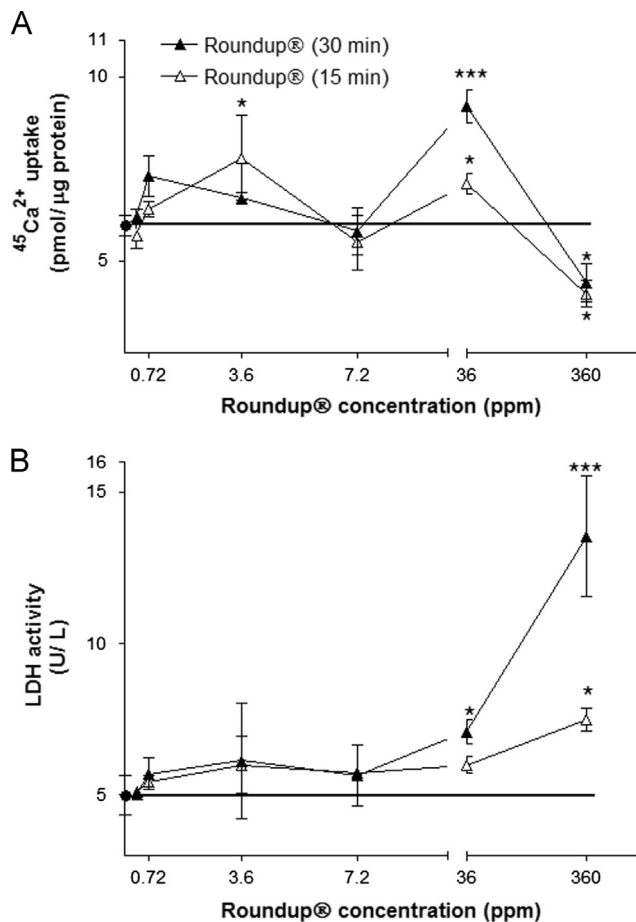 A
Roundup® (30 min)
Roundup® (15 min)
11
10
5
45Ca2+ uptake
(pmol/ μg protein)
*
***
*
*
*
0.72 3.6 7.2 36 360
Roundup® concentration (ppm)
B
16
15
10
5
LDH activity
(U/ L)
***
*
*
0.72 3.6 7.2 36 360
Roundup® concentration (ppm)